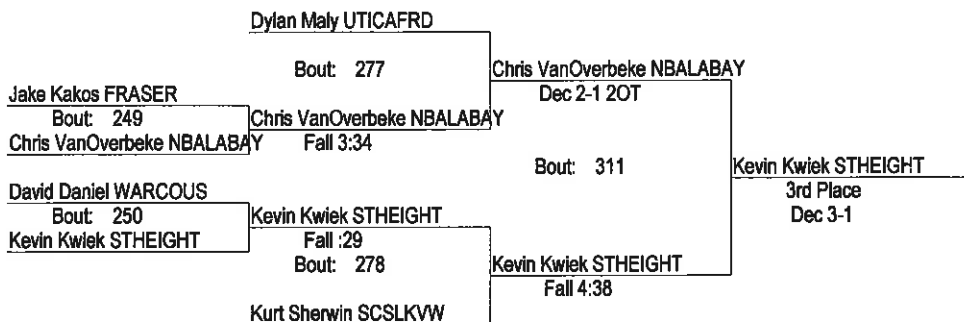 Dylan Maly UTICAFRD
Bout: 277
Chris VanOverbeke NBALABAY
Dec 2-1 2OT
Jake Kakos FRASER
Bout: 249
Chris VanOverbeke NBALABAY
Chris VanOverbeke NBALABAY
Fall 3:34
Bout: 311
Kevin Kwiek STHEIGHT
3rd Place
Dec 3-1
David Daniel WARCOUS
Bout: 250
Kevin Kwiek STHEIGHT
Kevin Kwiek STHEIGHT
Fall :29
Bout: 278
Kevin Kwiek STHEIGHT
Fall 4:38
Kurt Sherwin SCSLKVW